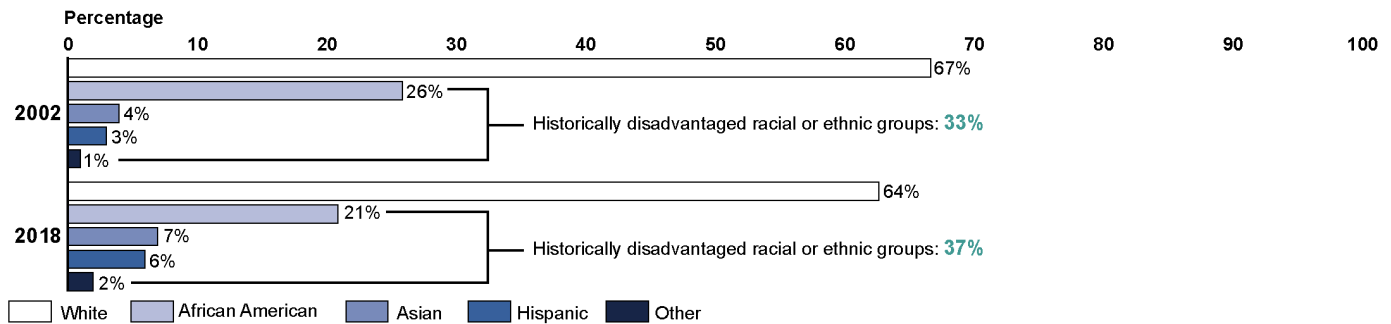 Percentage
0 10 20 30 40 50 60 70 80 90 100
67%
2002
26%
4%
3%
1%
Historically disadvantaged racial or ethnic groups: 33%
64%
2018
21%
7%
6%
2%
Historically disadvantaged racial or ethnic groups: 37%
White African American Asian Hispanic Other